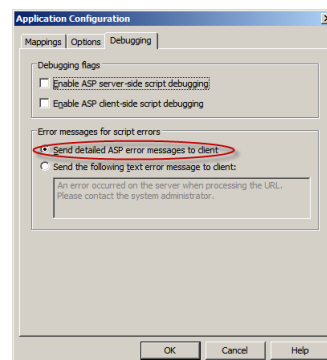 Application Configuration
Mappings Options Debugging
Debugging flags
Enable ASP server-side script debugging
Enable ASP client-side script debugging
Error messages for script errors
Send detailed ASP error messages to client
Send the following text error message to client:
An error occurred on the server when processing the URL.
Please contact the system administrator.
OK Cancel Help